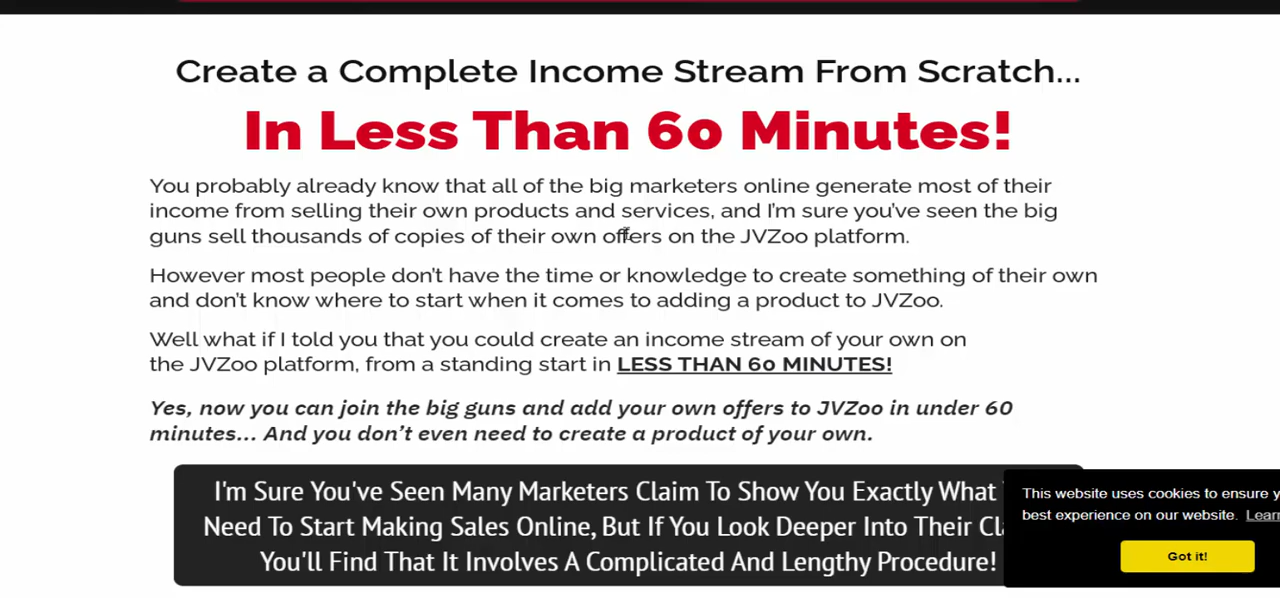 Create a Complete Income Stream From Scratch...
In Less Than 60 Minutes!
You probably already know that all of the big marketers online generate most of their
income from selling their own products and services, and I'm sure you've seen the big
guns sell thousands of copies of their own offers on the JVZoo platform.
However most people don't have the time or knowledge to create something of their own
and don't know where to start when it comes to adding a product to JVZoo.
Well what if I told you that you could create an income stream of your own on
the JVZoo platform, from a standing start in LESS THAN 60 MINUTES!
Yes, now you can join the big guns and add your own offers to JVZoo in under 60
minutes... And you don't even need to create a product of your own.
I'm Sure You've Seen Many Marketers Claim To Show You Exactly What
Need To Start Making Sales Online, But If You Look Deeper Into Their
You'll Find That It Involves A Complicated And Lengthy Procedure!
This website uses cookies to ensure
best experience on our website. Learn
Got it!